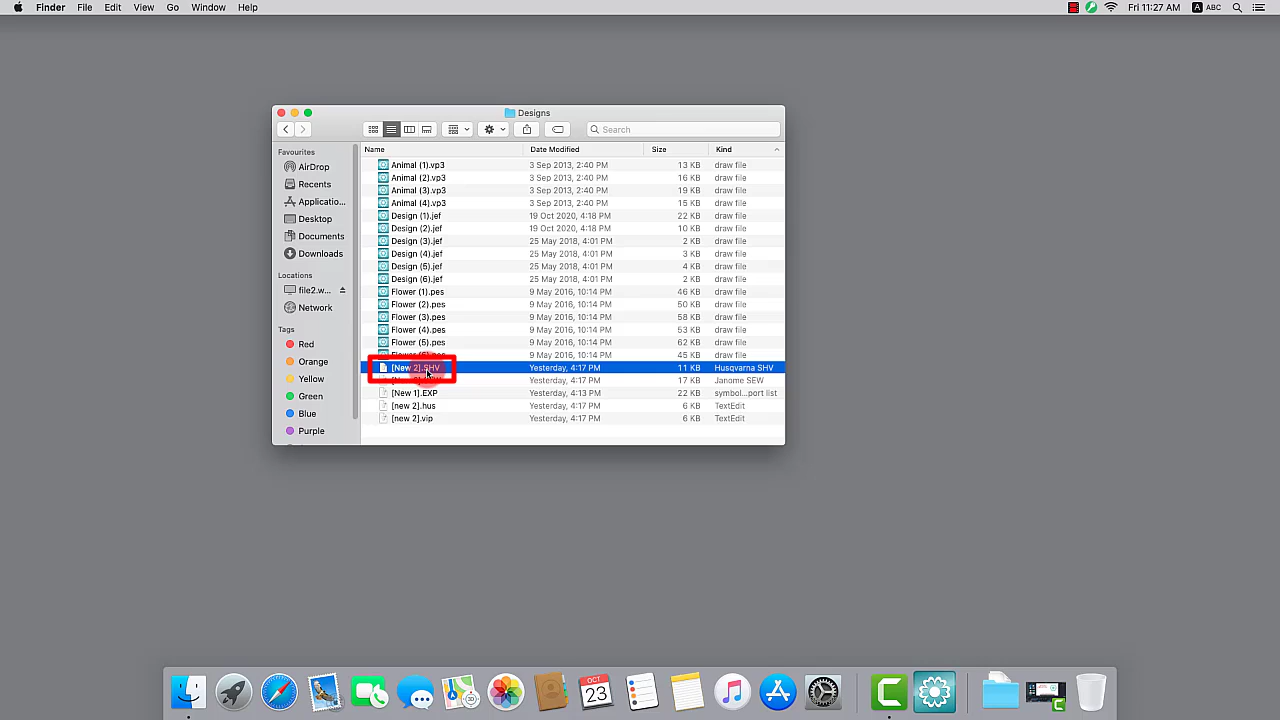 Finder File Edit View Go Window Help Fri 11:27 AM A ABC
Designs
Search
Favourites Name Date Modified Size Kind
AirDrop Animal (1).vp3 3 Sep 2013, 2:40 PM 13 KB draw file
Animal (2).vp3 3 Sep 2013, 2:40 PM 16 KB draw file
Recents Animal (3).vp3 3 Sep 2013, 2:40 PM 19 KB draw file
Applicatio... Animal (4).vp3 3 Sep 2013, 2:40 PM 15 KB draw file
Desktop Design (1).jef 19 Oct 2020, 4:18 PM 22 KB draw file
Documents Design (2).jef 19 Oct 2020, 4:18 PM 10 KB draw file
Design (3).jef 25 May 2018, 4:01 PM 2 KB draw file
Downloads Design (4).jef 25 May 2018, 4:01 PM 3 KB draw file
Design (5).jef 25 May 2018, 4:01 PM 4 KB draw file
Locations Design (6).jef 25 May 2018, 4:01 PM 2 KB draw file
file2.w... Flower (1).pes 9 May 2016, 10:14 PM 46 KB draw file
Network Flower (2).pes 9 May 2016, 10:14 PM 50 KB draw file
Flower (3).pes 9 May 2016, 10:14 PM 58 KB draw file
Tags Flower (4).pes 9 May 2016, 10:14 PM 53 KB draw file
Red Flower (5).pes 9 May 2016, 10:14 PM 62 KB draw file
9 May 2016, 10:14 PM 45 KB draw file
Orange [New 2].SHV Yesterday, 4:17 PM 11 KB Husqvarna SHV
Yellow Yesterday, 4:17 PM 17 KB Janome SEW
Green [New 1].EXP Yesterday, 4:13 PM 22 KB symbol...port list
Blue [new 2].hus Yesterday, 4:17 PM 6 KB TextEdit
[new 2].vip Yesterday, 4:17 PM 6 KB TextEdit
Purple
OCT
23